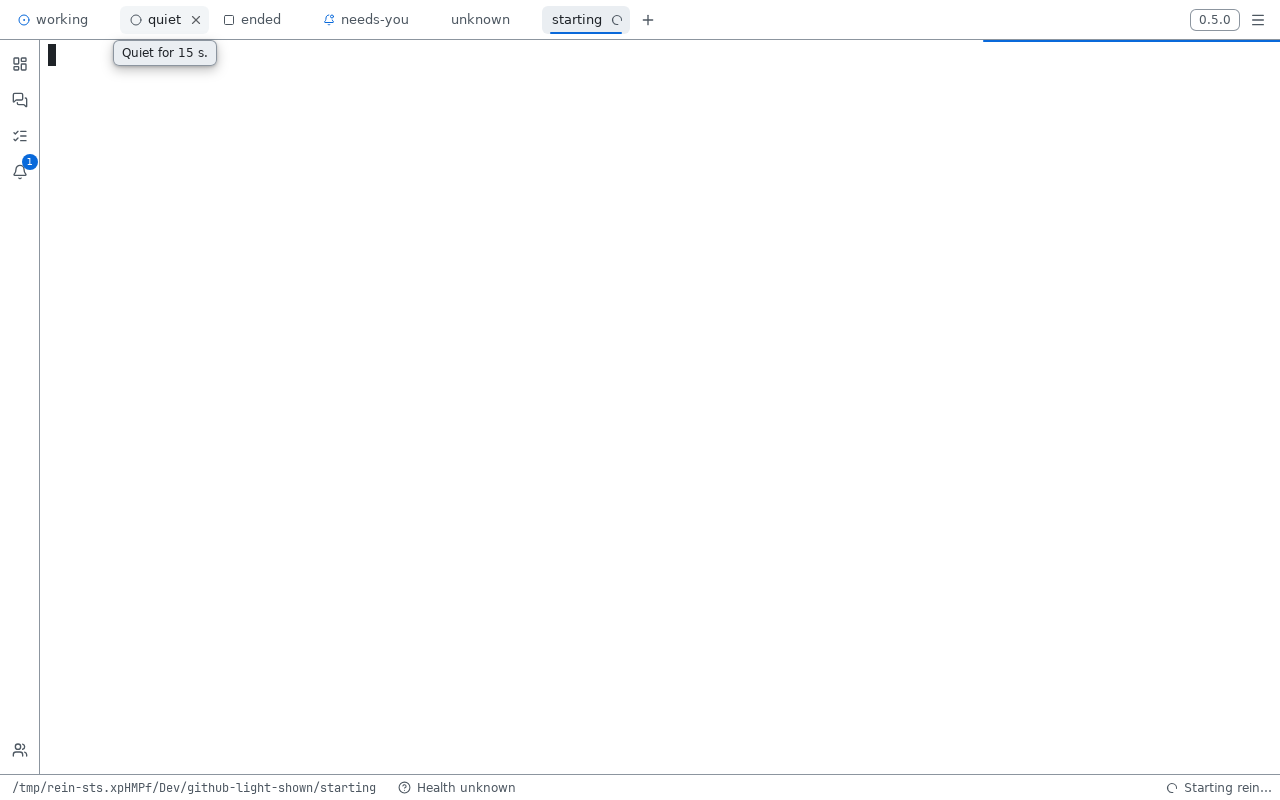 working
quiet
ended
needs-you
unknown
starting
0.5.0
Quiet for 15 s.
1
/tmp/rein-sts.xpHMPf/Dev/github-light-shown/starting
Health unknown
Starting rein...